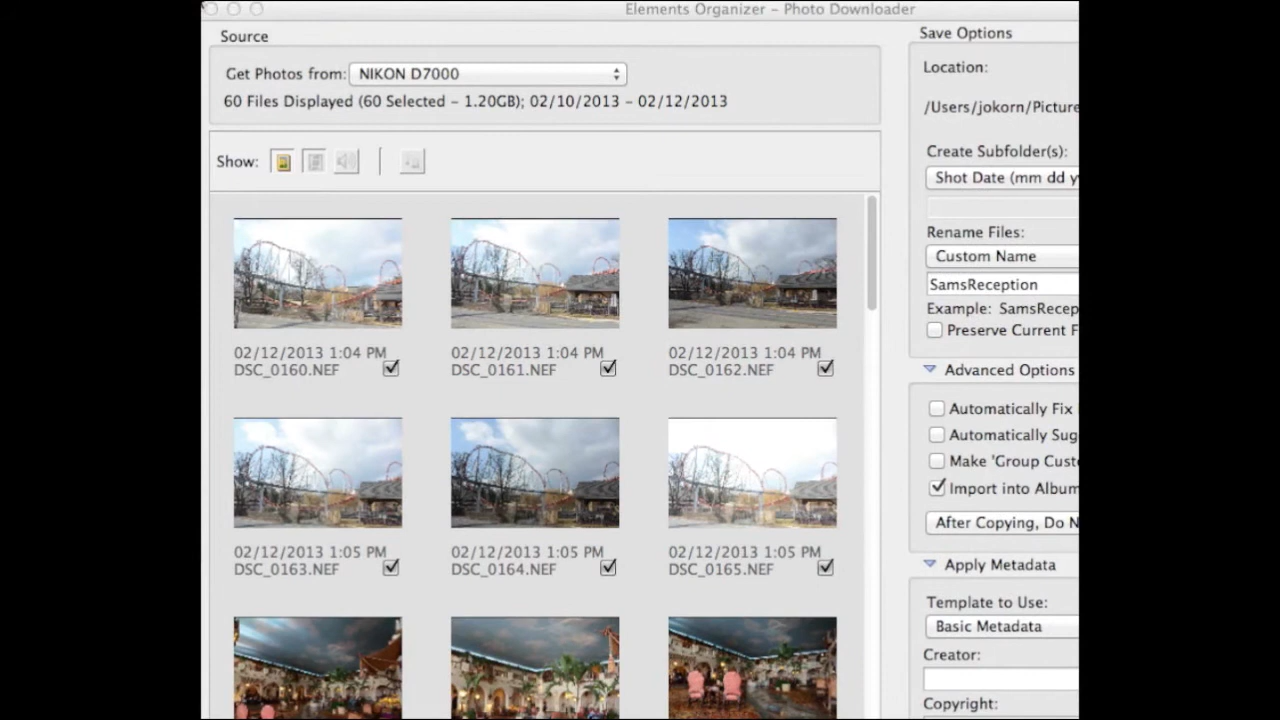 Elements Organizer – Photo Downloader
Source
Get Photos from: NIKON D7000
60 Files Displayed (60 Selected – 1.20GB); 02/10/2013 – 02/12/2013
Show:
02/12/2013 1:04 PM
DSC_0160.NEF
02/12/2013 1:04 PM
DSC_0161.NEF
02/12/2013 1:04 PM
DSC_0162.NEF
02/12/2013 1:05 PM
DSC_0163.NEF
02/12/2013 1:05 PM
DSC_0164.NEF
02/12/2013 1:05 PM
DSC_0165.NEF
Save Options
Location:
/Users/jokorn/Picture
Create Subfolder(s):
Shot Date (mm dd y
Rename Files:
Custom Name
SamsReception
Example: SamsRecep
Preserve Current F
Advanced Options
Automatically Fix
Automatically Sug
Make 'Group Custo
Import into Album
After Copying, Do N
Apply Metadata
Template to Use:
Basic Metadata
Creator:
Copyright: